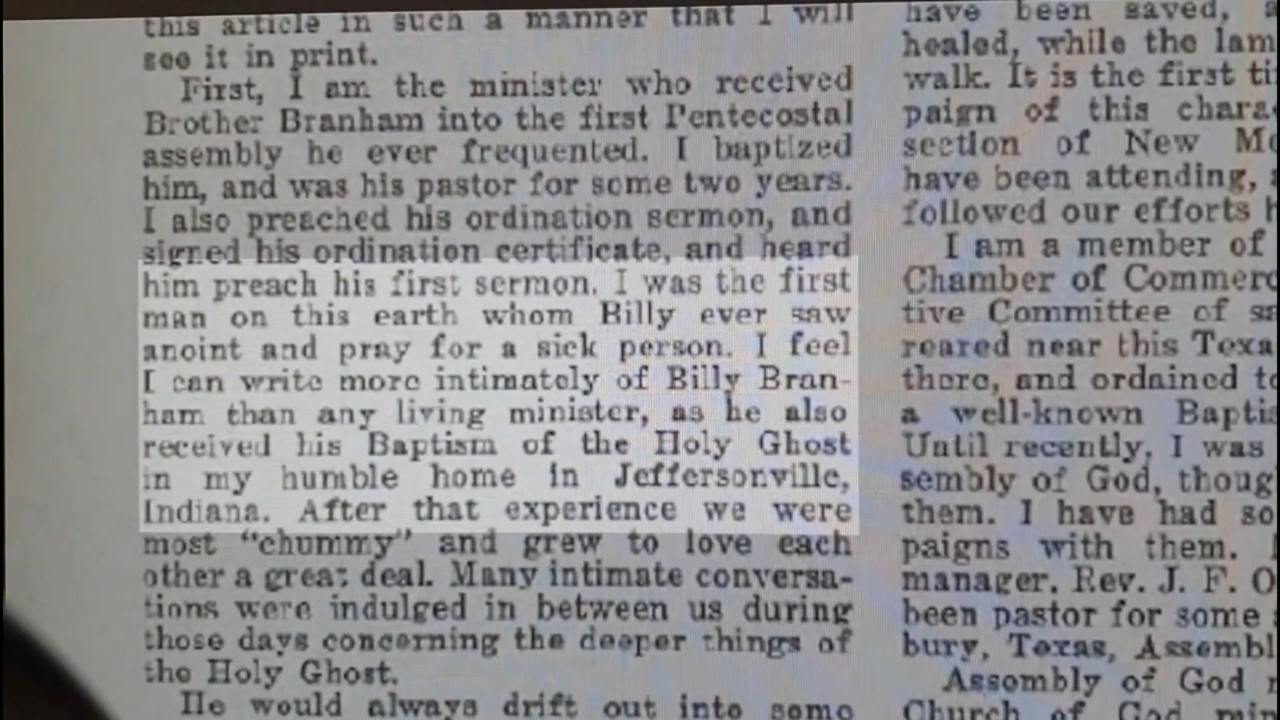 this article in such a manner that I will
see it in print.
First, I am the minister who received
Brother Branham into the first Pentecostal
assembly he ever frequented. I baptized
him, and was his pastor for some two years.
I also preached his ordination sermon, and
signed his ordination certificate, and heard
him preach his first sermon. I was the first
man on this earth whom Billy ever saw
anoint and pray for a sick person. I feel
I can write more intimately of Billy Bran-
ham than any living minister, as he also
received his Baptism of the Holy Ghost
in my humble home in Jeffersonville,
Indiana. After that experience we were
most "chummy" and grew to love each
other a great deal. Many intimate conversa-
tions were indulged in between us during
those days concerning the deeper things of
the Holy Ghost.
He would always drift out into some
have been saved,
healed, while the lam
walk. It is the first ti
paign of this chara
section of New
have been attending,
followed our efforts
I am a member of
Chamber of Commerc
tive Committee of
reared near this Texa
there, and ordained
a well-known Baptis
Until recently, I was
sembly of God, thoug
them. I have had so
paigns with them.
manager, Rev. J. F. O
been pastor for some
bury, Texas, Assembl
Assembly of God
Church of God min